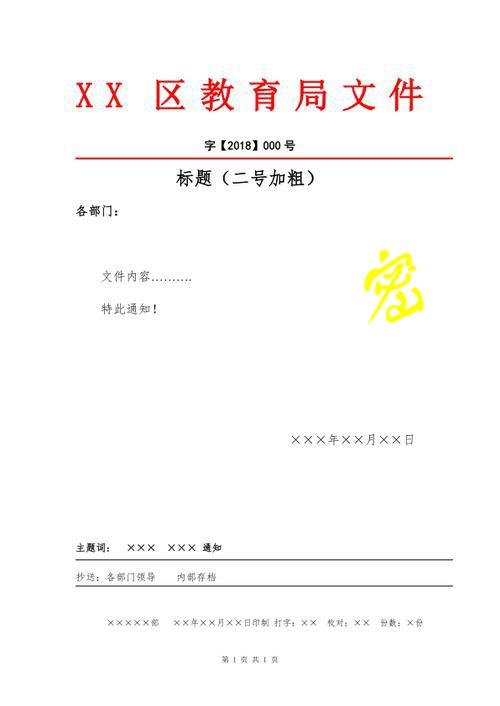 XX 区教育局文件
字【2018】000 号
标题（二号加粗）
各部门：
文件内容……….
密
特此通知！
×××年××月××日
主题词： ××× ××× 通知
抄送：各部门领导 内部存档
×××××部 ××年××月××日印制 打字：×× 校对：×× 份数：×份
第 1 页 共 1 页